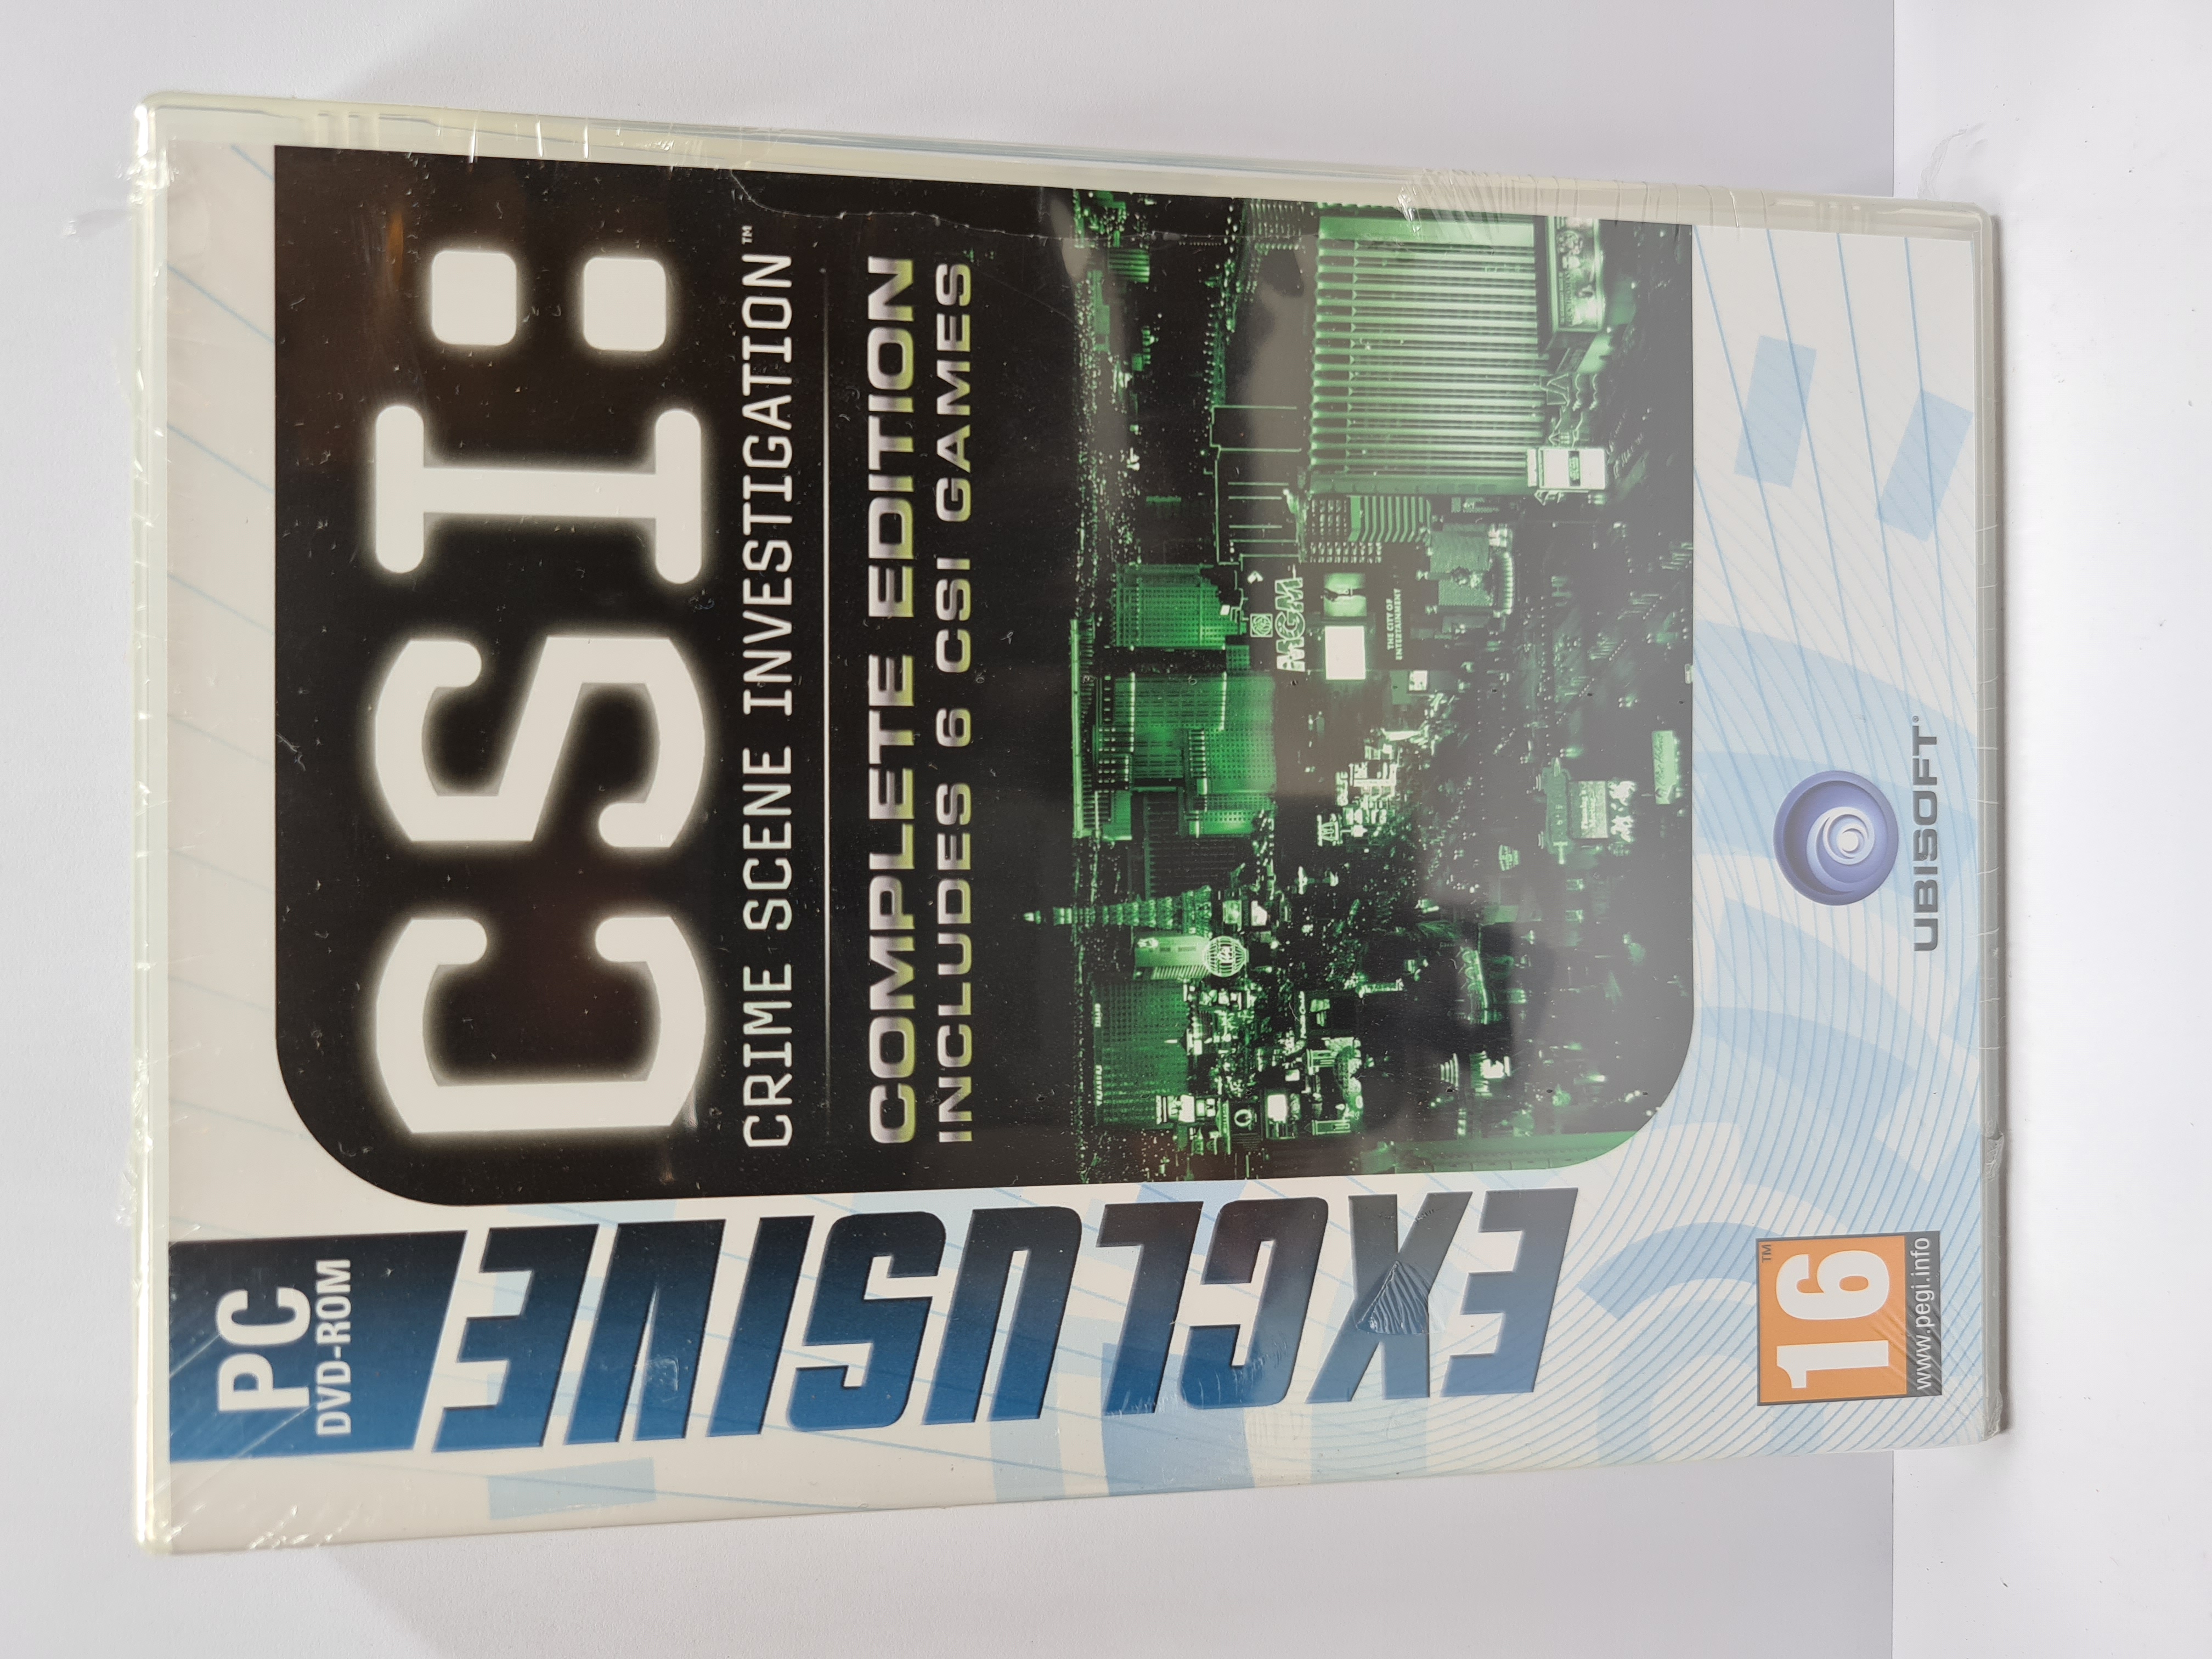 PC
DVD-ROM
EXCLUSIVE
CSI:
CRIME SCENE INVESTIGATION™
COMPLETE EDITION
INCLUDES 6 CSI GAMES
MGM
THE CITY OF
ENTERTAINMENT
16™
www.pegi.info
UBISOFT®